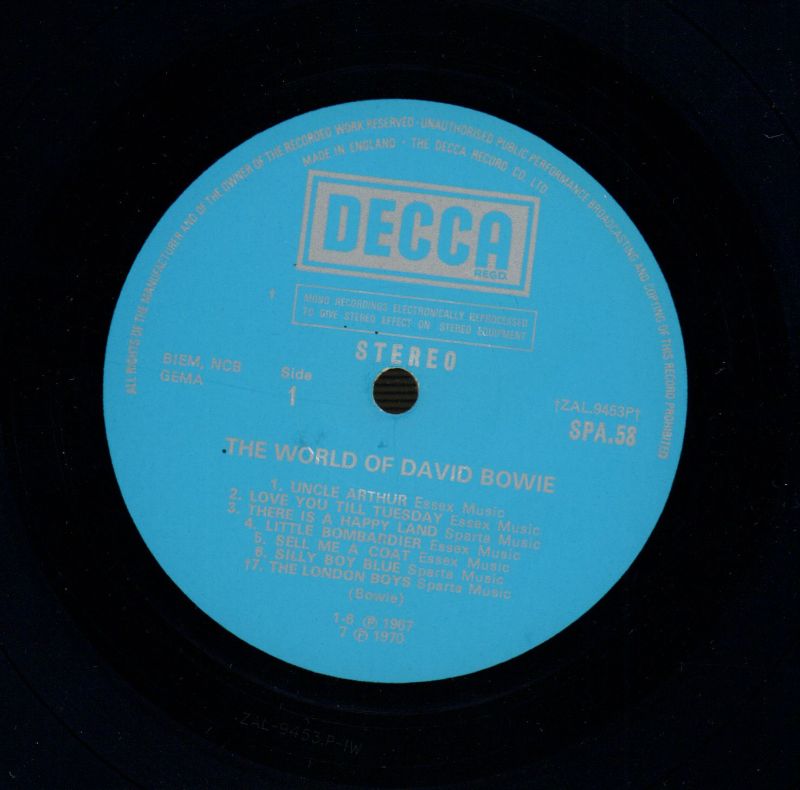 ALL RIGHTS OF THE MANUFACTURER AND OF THE OWNER OF THE RECORDED WORK RESERVED · UNAUTHORISED PUBLIC PERFORMANCE BROADCASTING AND COPYING OF THIS RECORD PROHIBITED
MADE IN ENGLAND · THE DECCA RECORD CO. LTD.
DECCA
REGD.
† MONO RECORDINGS ELECTRONICALLY REPROCESSED
TO GIVE STEREO EFFECT ON STEREO EQUIPMENT
STEREO
BIEM, NCB
GEMA
Side
1
†ZAL.9453P†
SPA.58
THE WORLD OF DAVID BOWIE
1. UNCLE ARTHUR Essex Music
2. LOVE YOU TILL TUESDAY Essex Music
3. THERE IS A HAPPY LAND Sparta Music
4. LITTLE BOMBARDIER Essex Music
5. SELL ME A COAT Essex Music
6. SILLY BOY BLUE Sparta Music
†7. THE LONDON BOYS Sparta Music
(Bowie)
1-6 ℗ 1967
7 ℗ 1970
ZAL-9453.P-1W